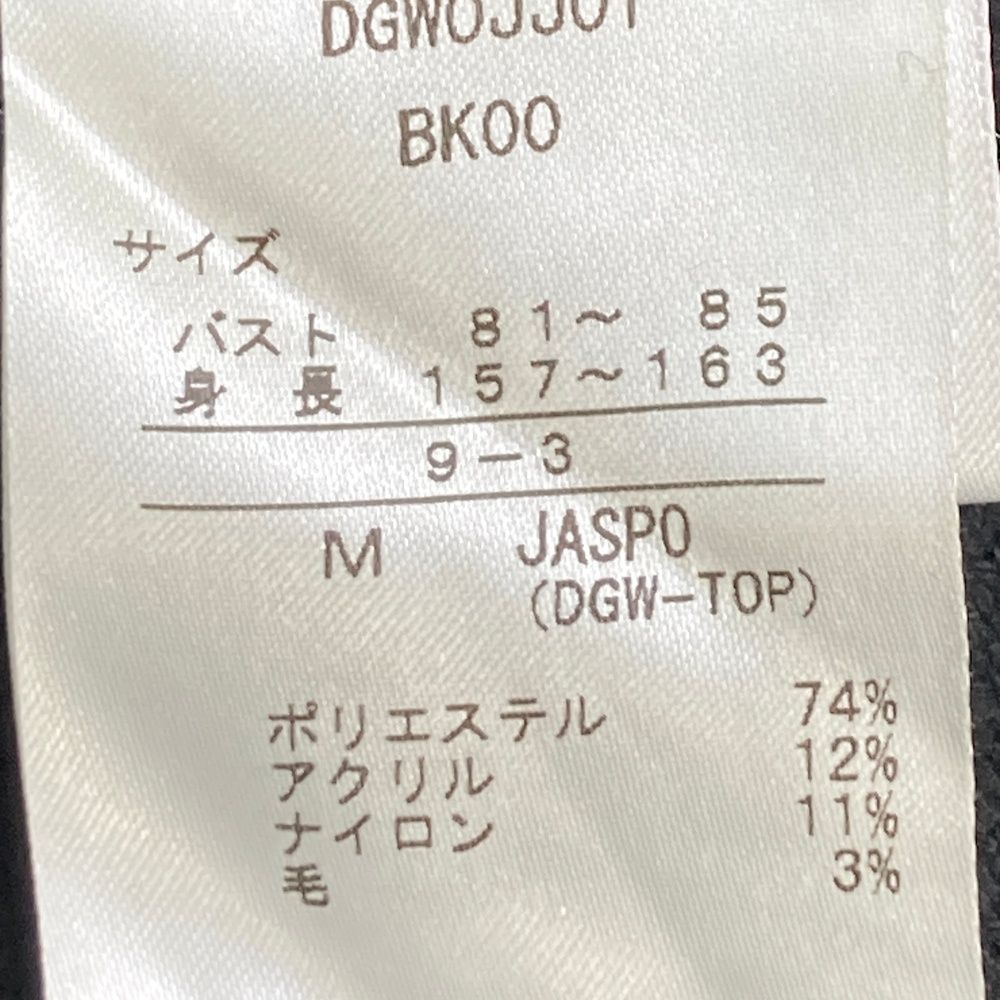 DGW0JJ01
BK00
サイズ
バスト 81～ 85
身 長 157～163
9－3
M JASPO
(DGW-TOP)
ポリエステル 74%
アクリル 12%
ナイロン 11%
毛 3%